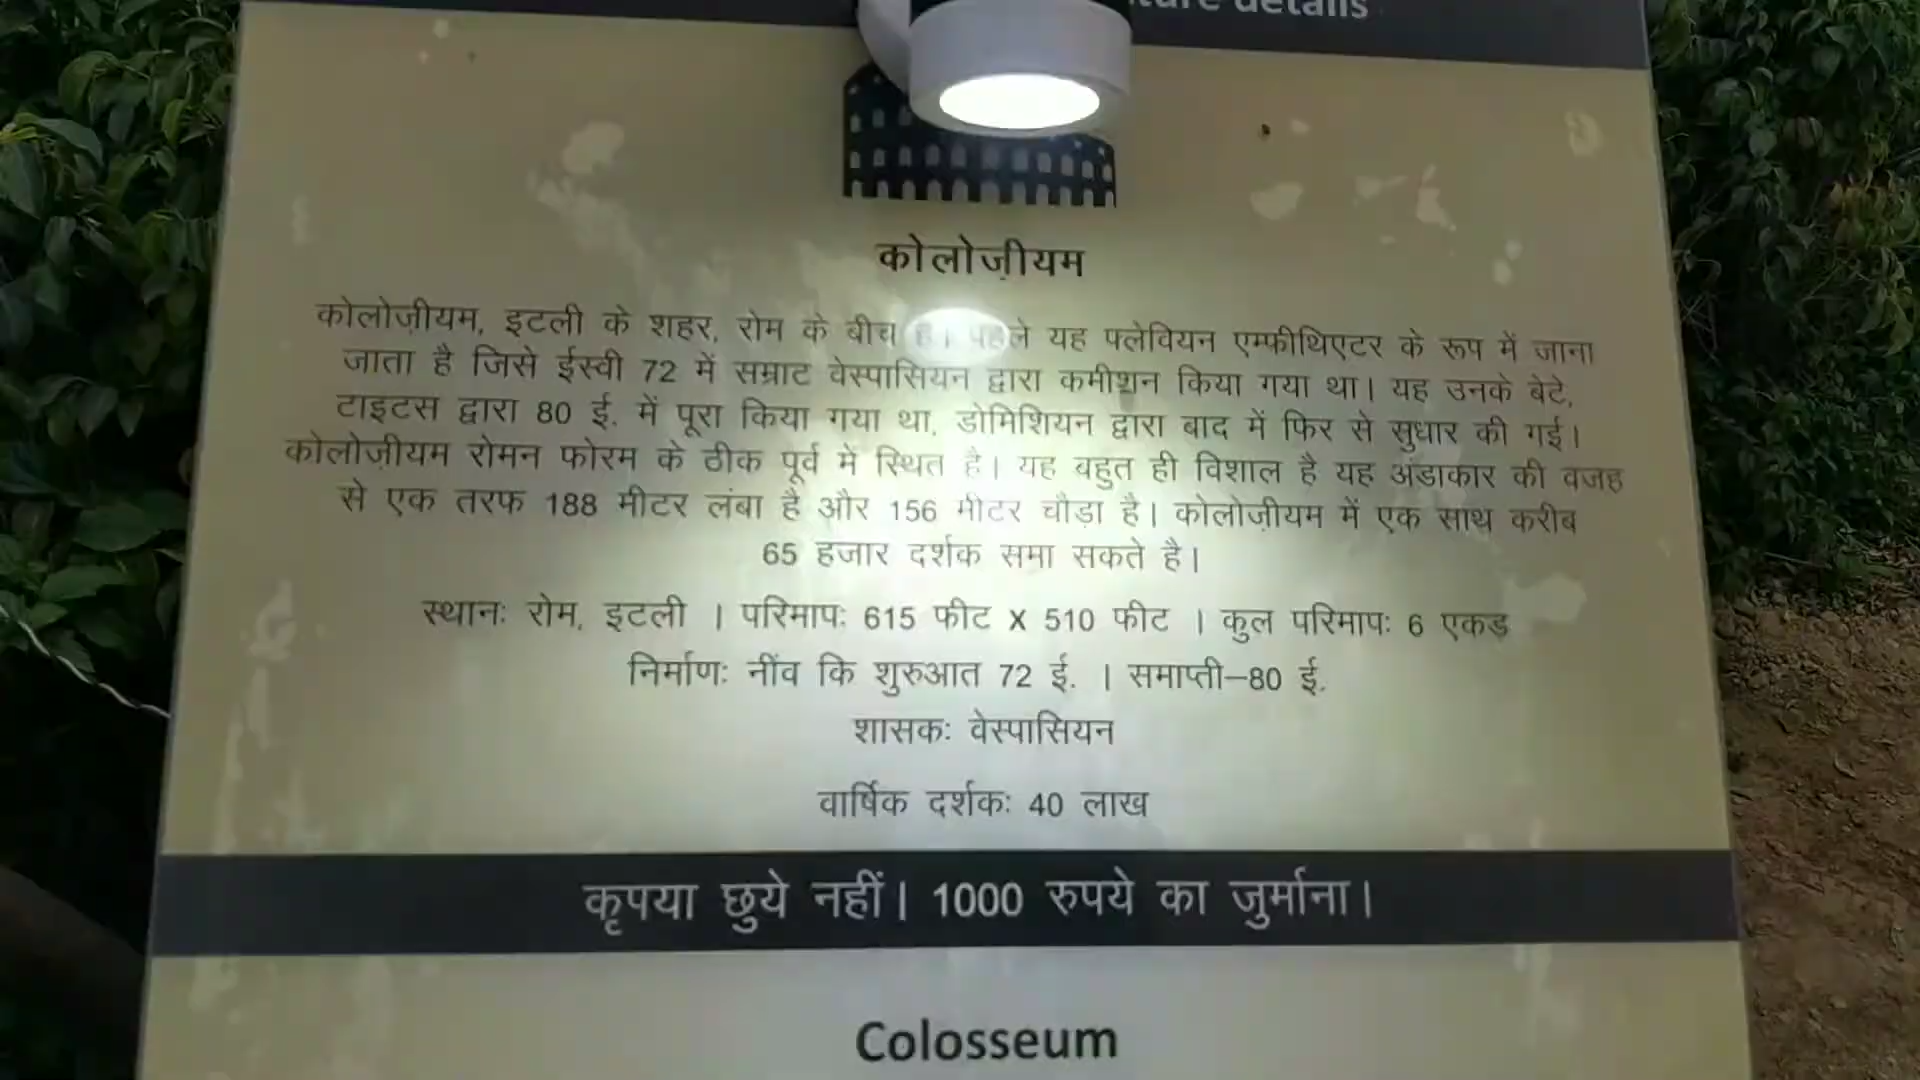 details
कोलोज़ीयम
कोलोज़ीयम, इटली के शहर, रोम के बीच है। पहले यह फ्लेवियन एम्फीथिएटर के रूप में जाना
जाता है जिसे ईस्वी 72 में सम्राट वेस्पासियन द्वारा कमीशन किया गया था। यह उनके बेटे,
टाइटस द्वारा 80 ई. में पूरा किया गया था, डोमिशियन द्वारा बाद में फिर से सुधार की गई।
कोलोज़ीयम रोमन फोरम के ठीक पूर्व में स्थित है। यह बहुत ही विशाल है यह अंडाकार की वजह
से एक तरफ 188 मीटर लंबा है और 156 मीटर चौड़ा है। कोलोज़ीयम में एक साथ करीब
65 हजार दर्शक समा सकते है।
स्थानः रोम, इटली । परिमापः 615 फीट X 510 फीट । कुल परिमापः 6 एकड़
निर्माणः नींव कि शुरुआत 72 ई. । समाप्ती–80 ई.
शासकः वेस्पासियन
वार्षिक दर्शकः 40 लाख
कृपया छुये नहीं। 1000 रुपये का जुर्माना।
Colosseum